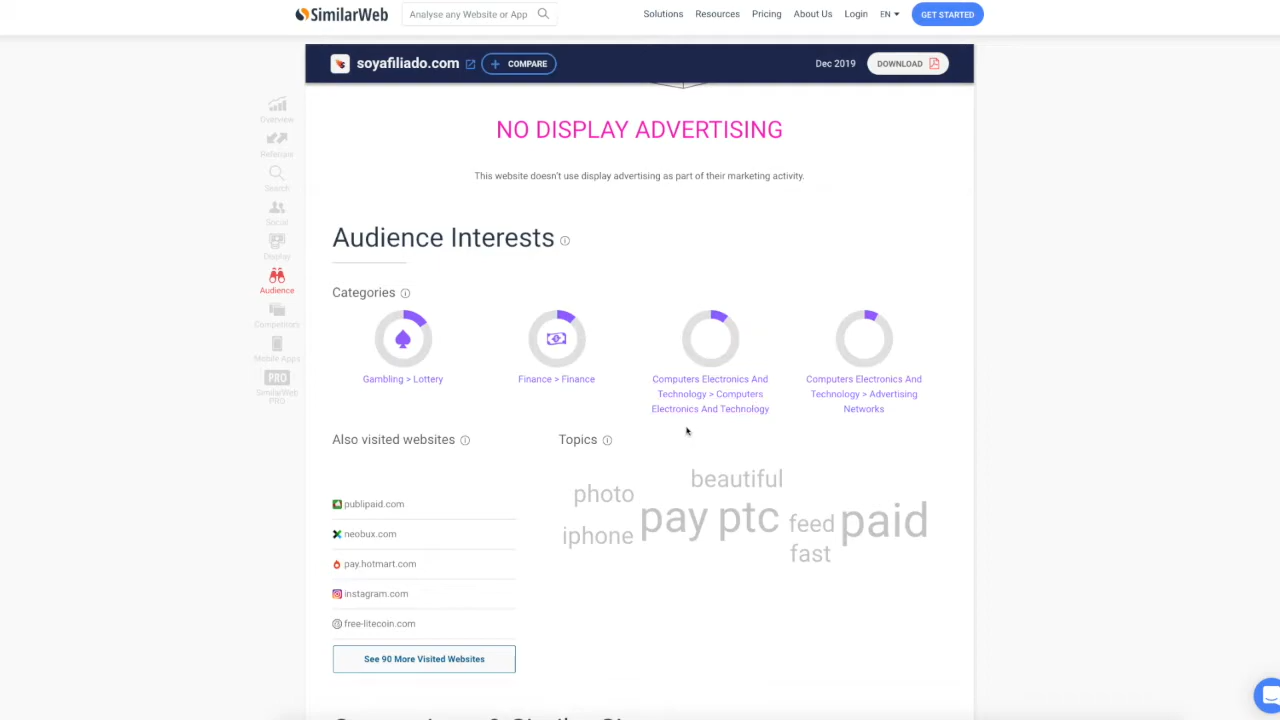 SimilarWeb
Analyse any Website or App
Solutions
Resources
Pricing
About Us
Login
EN
GET STARTED
soyafiliado.com
+ COMPARE
Dec 2019
DOWNLOAD
Overview
Referrals
Search
Social
Display
Audience
Competitors
Mobile Apps
PRO
SimilarWeb
PRO
NO DISPLAY ADVERTISING
This website doesn't use display advertising as part of their marketing activity.
Audience Interests
Categories
Gambling > Lottery
Finance > Finance
Computers Electronics And
Technology > Computers
Electronics And Technology
Computers Electronics And
Technology > Advertising
Networks
Also visited websites
publipaid.com
neobux.com
pay.hotmart.com
instagram.com
free-litecoin.com
See 90 More Visited Websites
Topics
beautiful
photo
pay ptc
paid
iphone
feed
fast